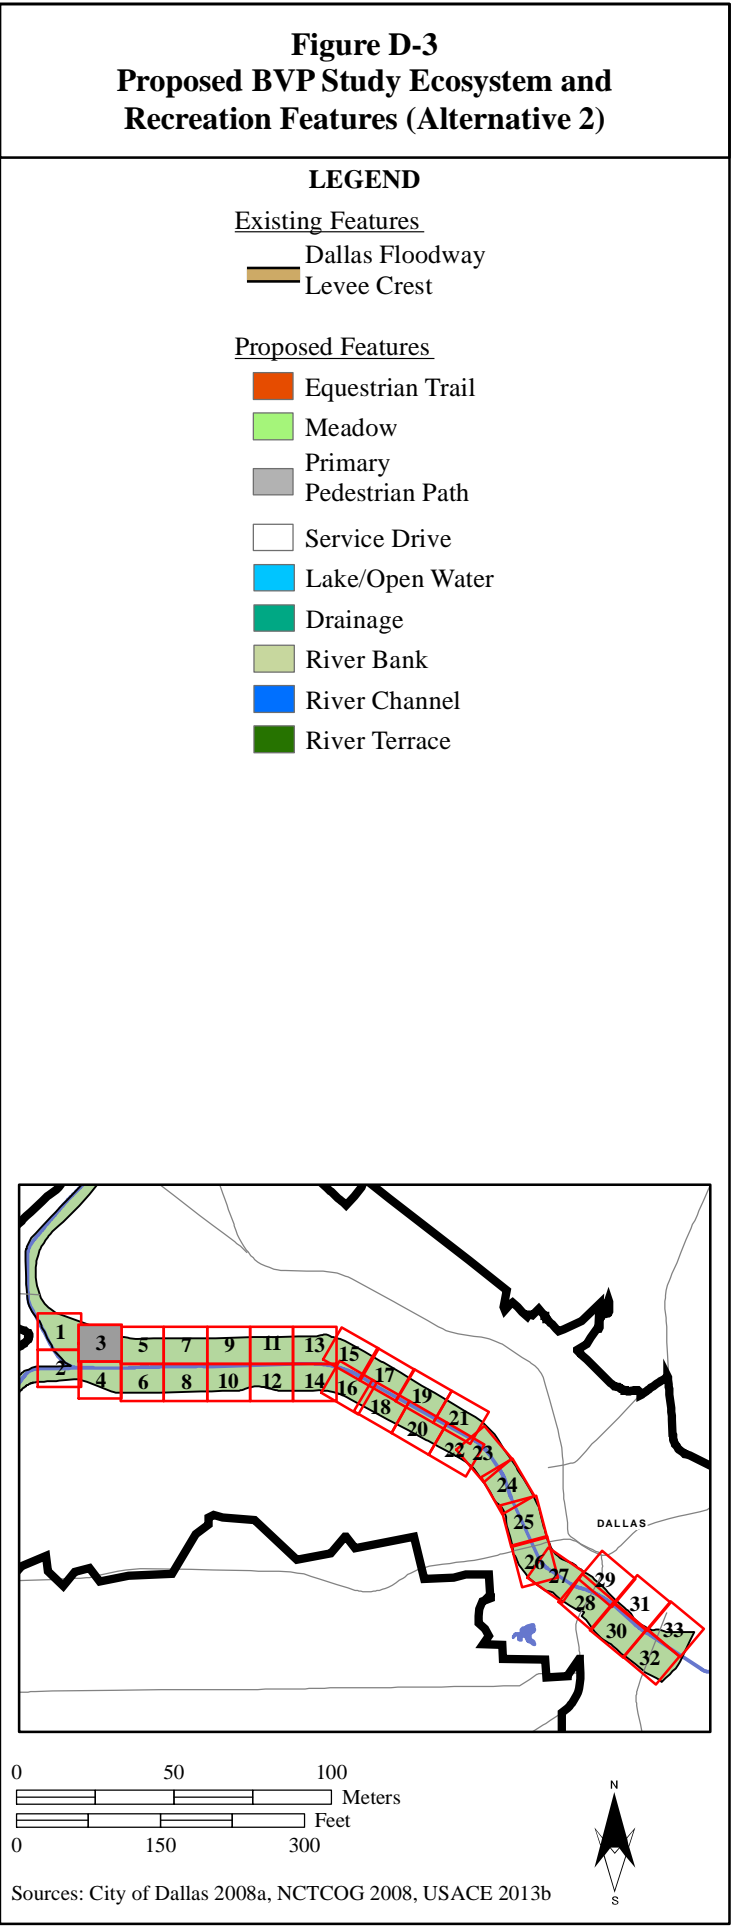 Figure D-3
Proposed BVP Study Ecosystem and
Recreation Features (Alternative 2)
LEGEND
Existing Features
Dallas Floodway
Levee Crest
Proposed Features
Equestrian Trail
Meadow
Primary
Pedestrian Path
Service Drive
Lake/Open Water
Drainage
River Bank
River Channel
River Terrace
1
2
3
4
5
6
7
8
9
10
11
12
13
14
15
16
17
18
19
20
21
22
23
24
25
26
27
28
29
30
31
32
33
DALLAS
0 50 100
Meters
Feet
0 150 300
N
S
Sources: City of Dallas 2008a, NCTCOG 2008, USACE 2013b